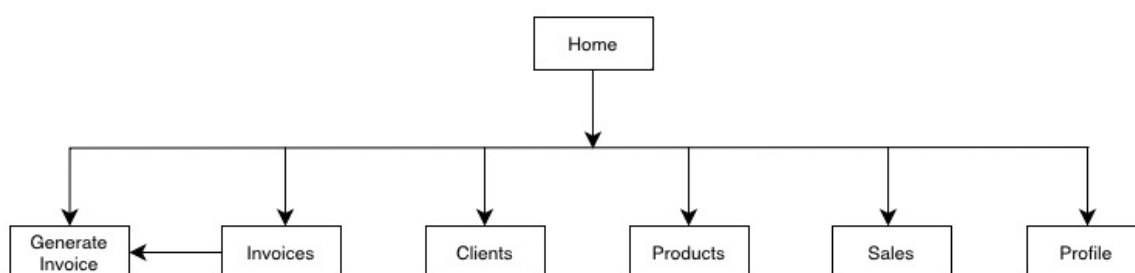 Home
Generate
Invoice
Invoices
Clients
Products
Sales
Profile